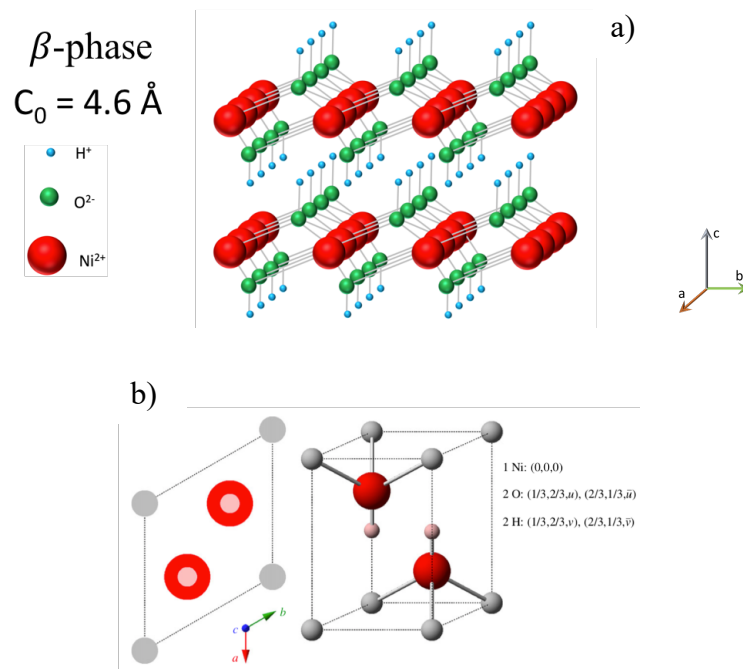 a)
β-phase
C₀ = 4.6 Å
H⁺
O²⁻
Ni²⁺
c
b
a
b)
1 Ni: (0,0,0)
2 O: (1/3,2/3,u), (2/3,1/3,ū)
2 H: (1/3,2/3,v), (2/3,1/3,v̄)
b
c
a